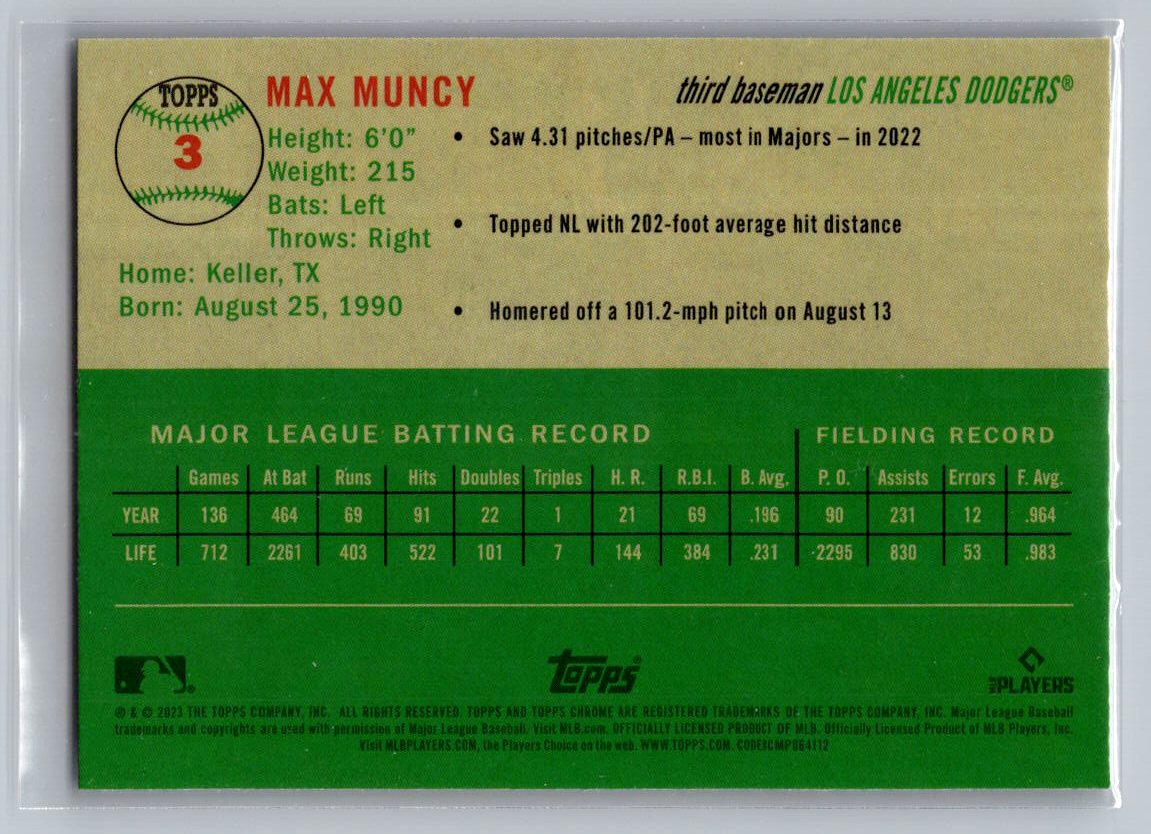 TOPPS
3
MAX MUNCY
third baseman LOS ANGELES DODGERS®
Height: 6'0"
Weight: 215
Bats: Left
Throws: Right
Home: Keller, TX
Born: August 25, 1990
• Saw 4.31 pitches/PA – most in Majors – in 2022
• Topped NL with 202-foot average hit distance
• Homered off a 101.2-mph pitch on August 13
MAJOR LEAGUE BATTING RECORD FIELDING RECORD
Games At Bat Runs Hits Doubles Triples H. R. R.B.I. B. Avg. P. O. Assists Errors F. Avg.
YEAR 136 464 69 91 22 1 21 69 .196 90 231 12 .964
LIFE 712 2261 403 522 101 7 144 384 .231 2295 830 53 .983
topps
MLB PLAYERS
® & © 2023 THE TOPPS COMPANY, INC. ALL RIGHTS RESERVED. TOPPS AND TOPPS CHROME ARE REGISTERED TRADEMARKS OF THE TOPPS COMPANY, INC. Major League Baseball
trademarks and copyrights are used with permission of Major League Baseball. Visit MLB.com. OFFICIALLY LICENSED PRODUCT OF MLB. Officially Licensed Product of MLB Players, Inc.
Visit MLBPLAYERS.COM, the Players Choice on the web. WWW.TOPPS.COM. CODE#CMP064112